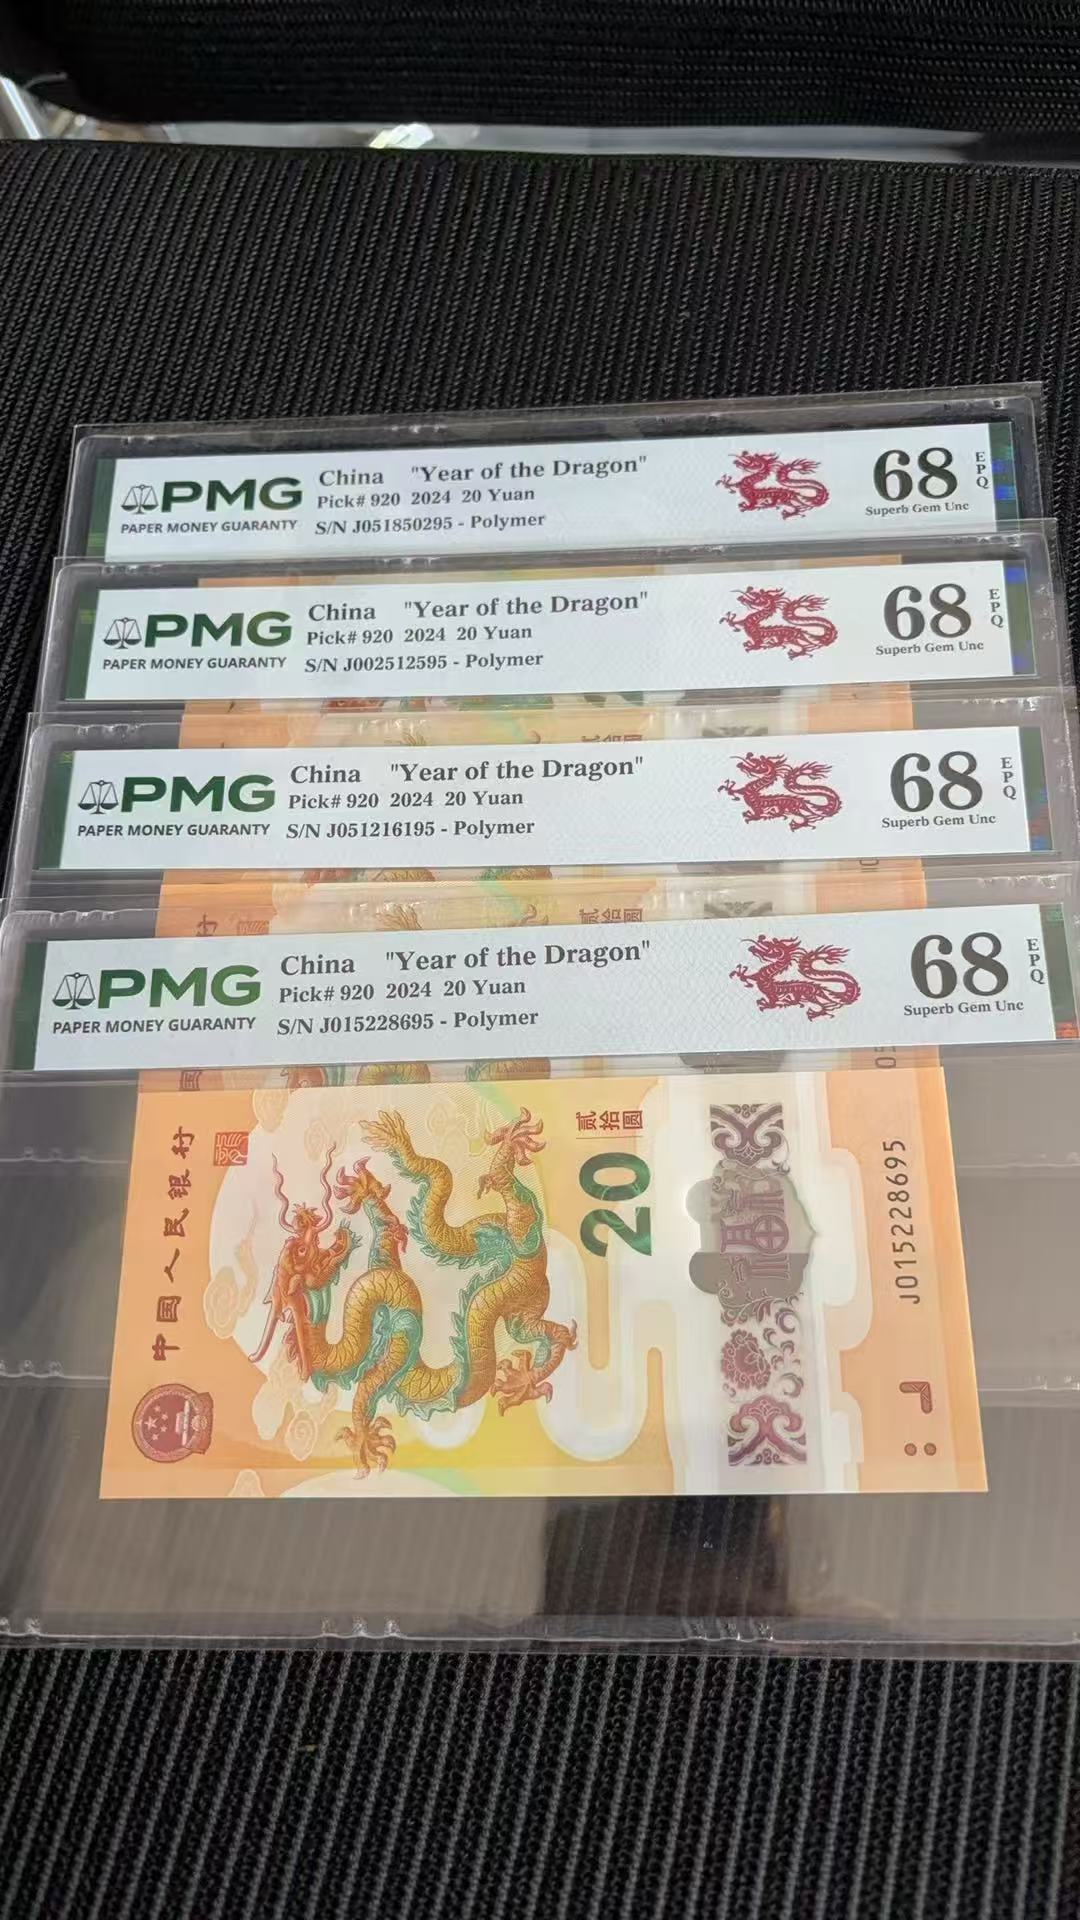 PMG
PAPER MONEY GUARANTY
China "Year of the Dragon"
Pick# 920 2024 20 Yuan
S/N J051850295 - Polymer
68
EPQ
Superb Gem Unc
PMG
PAPER MONEY GUARANTY
China "Year of the Dragon"
Pick# 920 2024 20 Yuan
S/N J002512595 - Polymer
68
EPQ
Superb Gem Unc
PMG
PAPER MONEY GUARANTY
China "Year of the Dragon"
Pick# 920 2024 20 Yuan
S/N J051216195 - Polymer
68
EPQ
Superb Gem Unc
贰拾圆
PMG
PAPER MONEY GUARANTY
China "Year of the Dragon"
Pick# 920 2024 20 Yuan
S/N J015228695 - Polymer
68
EPQ
Superb Gem Unc
中国人民银行
贰拾圆
20
福
J015228695